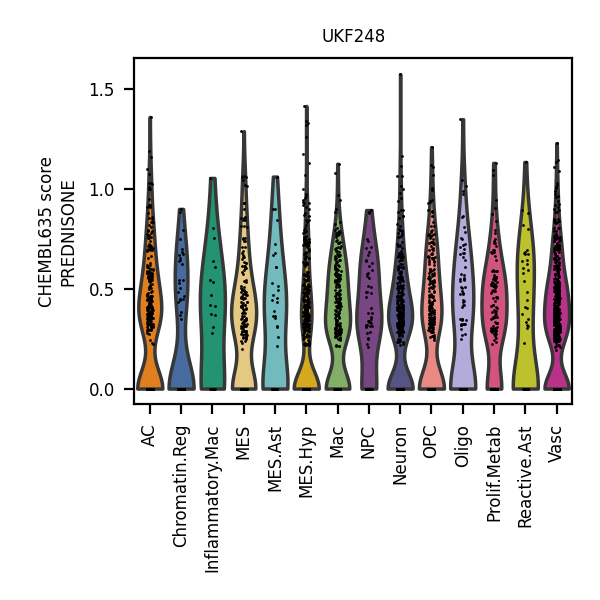 UKF248
CHEMBL635 score
PREDNISONE
1.5
1.0
0.5
0.0
AC
Chromatin.Reg
Inflammatory.Mac
MES
MES.Ast
MES.Hyp
Mac
NPC
Neuron
OPC
Oligo
Prolif.Metab
Reactive.Ast
Vasc